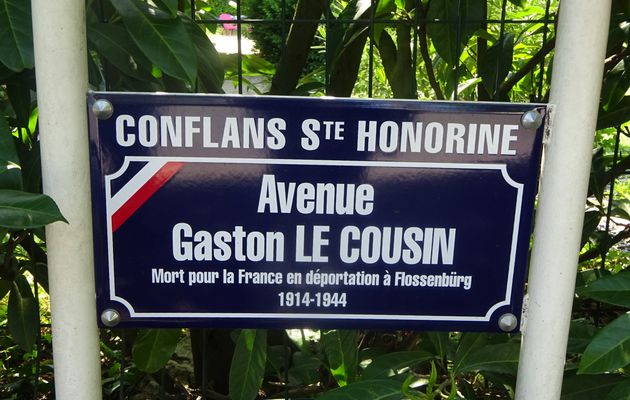 CONFLANS STE HONORINE
Avenue
Gaston LE COUSIN
Mort pour la France en déportation à Flossenbürg
1914-1944